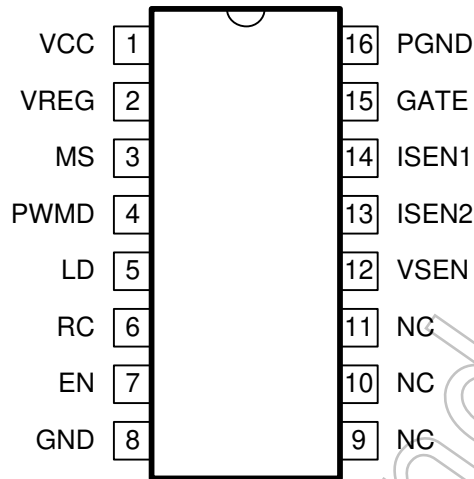 VCC 1 16 PGND
VREG 2 15 GATE
MS 3 14 ISEN1
PWMD 4 13 ISEN2
LD 5 12 VSEN
RC 6 11 NC
EN 7 10 NC
GND 8 9 NC